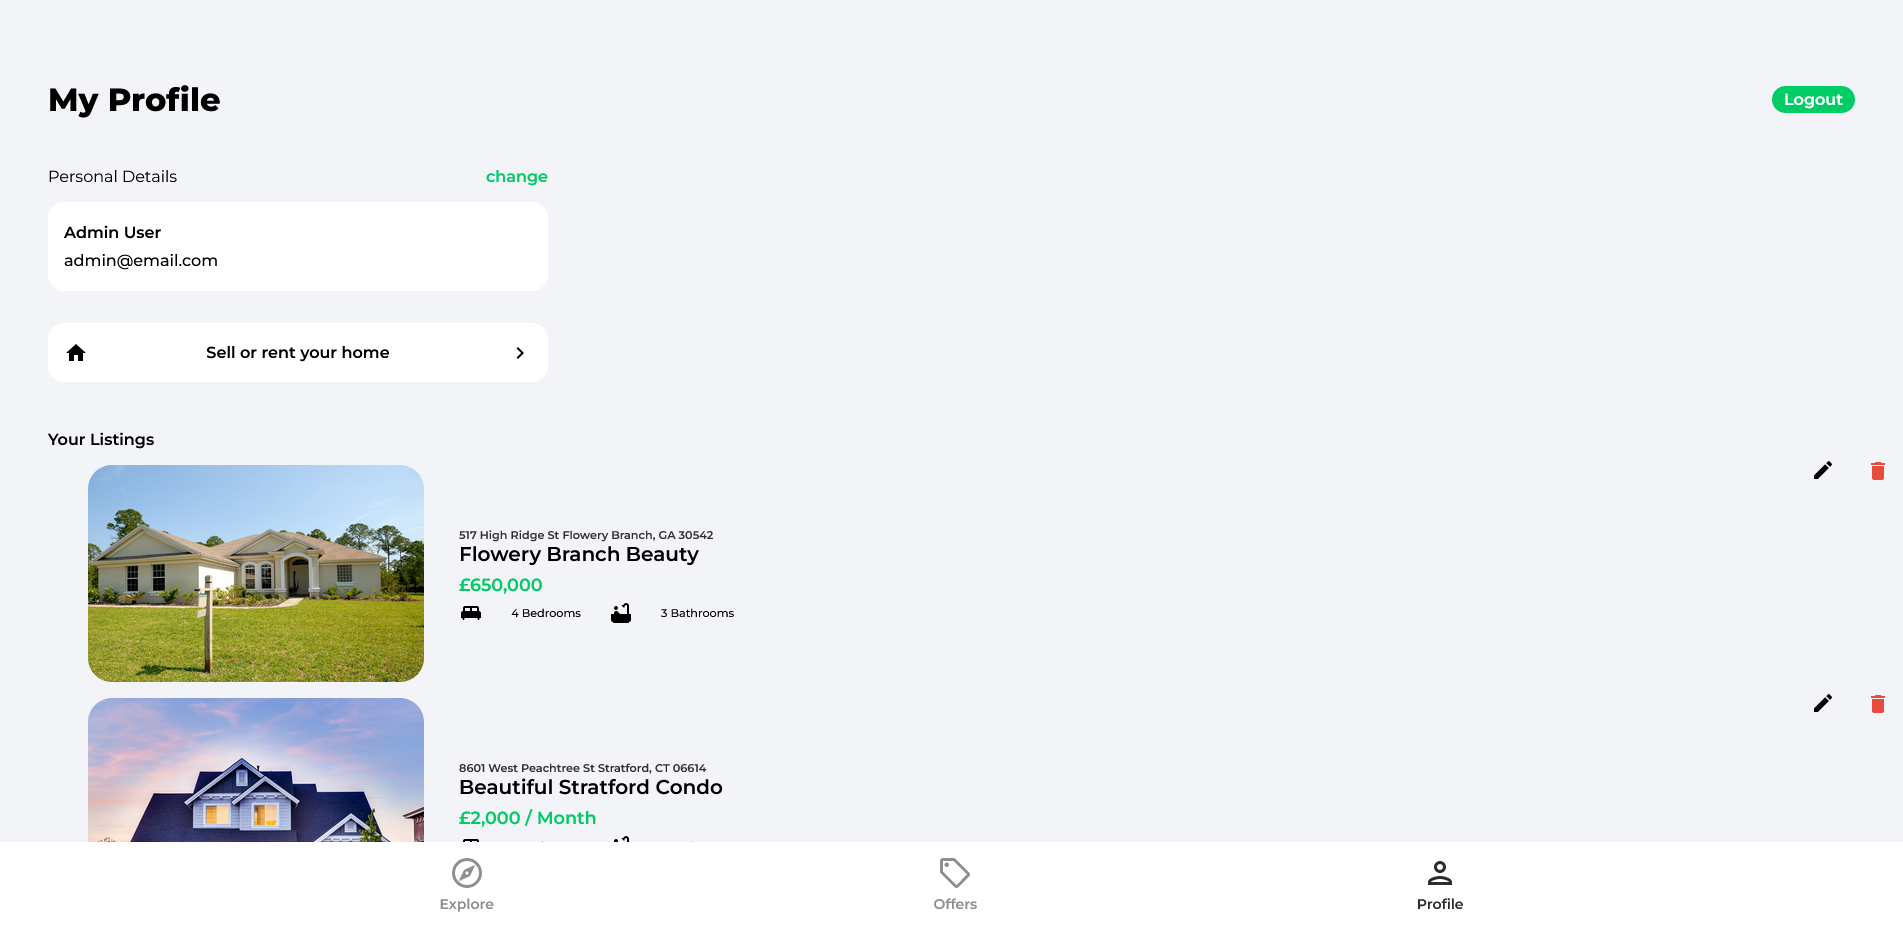 My Profile
Logout
Personal Details
change
Admin User
admin@email.com
Sell or rent your home
Your Listings
517 High Ridge St Flowery Branch, GA 30542
Flowery Branch Beauty
£650,000
4 Bedrooms
3 Bathrooms
8601 West Peachtree St Stratford, CT 06614
Beautiful Stratford Condo
£2,000 / Month
Explore
Offers
Profile